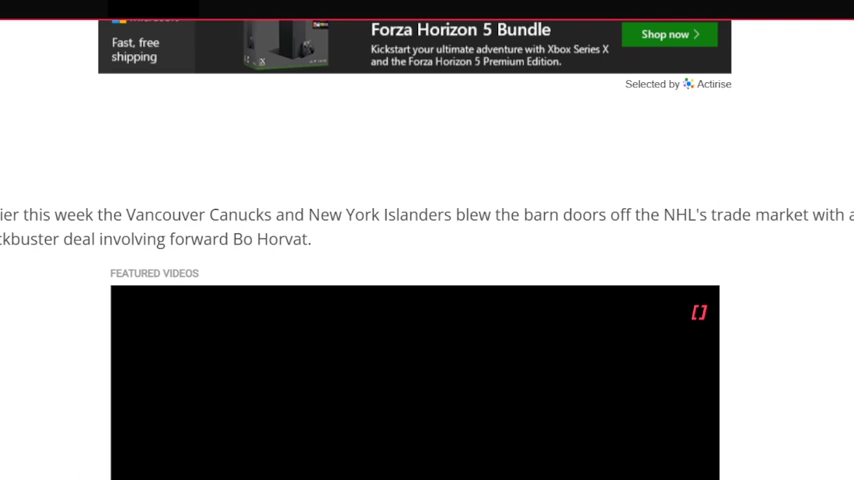 Forza Horizon 5 Bundle
Fast, free
shipping
Kickstart your ultimate adventure with Xbox Series X
and the Forza Horizon 5 Premium Edition.
Shop now
Selected by Actirise
ier this week the Vancouver Canucks and New York Islanders blew the barn doors off the NHL's trade market with a
ckbuster deal involving forward Bo Horvat.
FEATURED VIDEOS